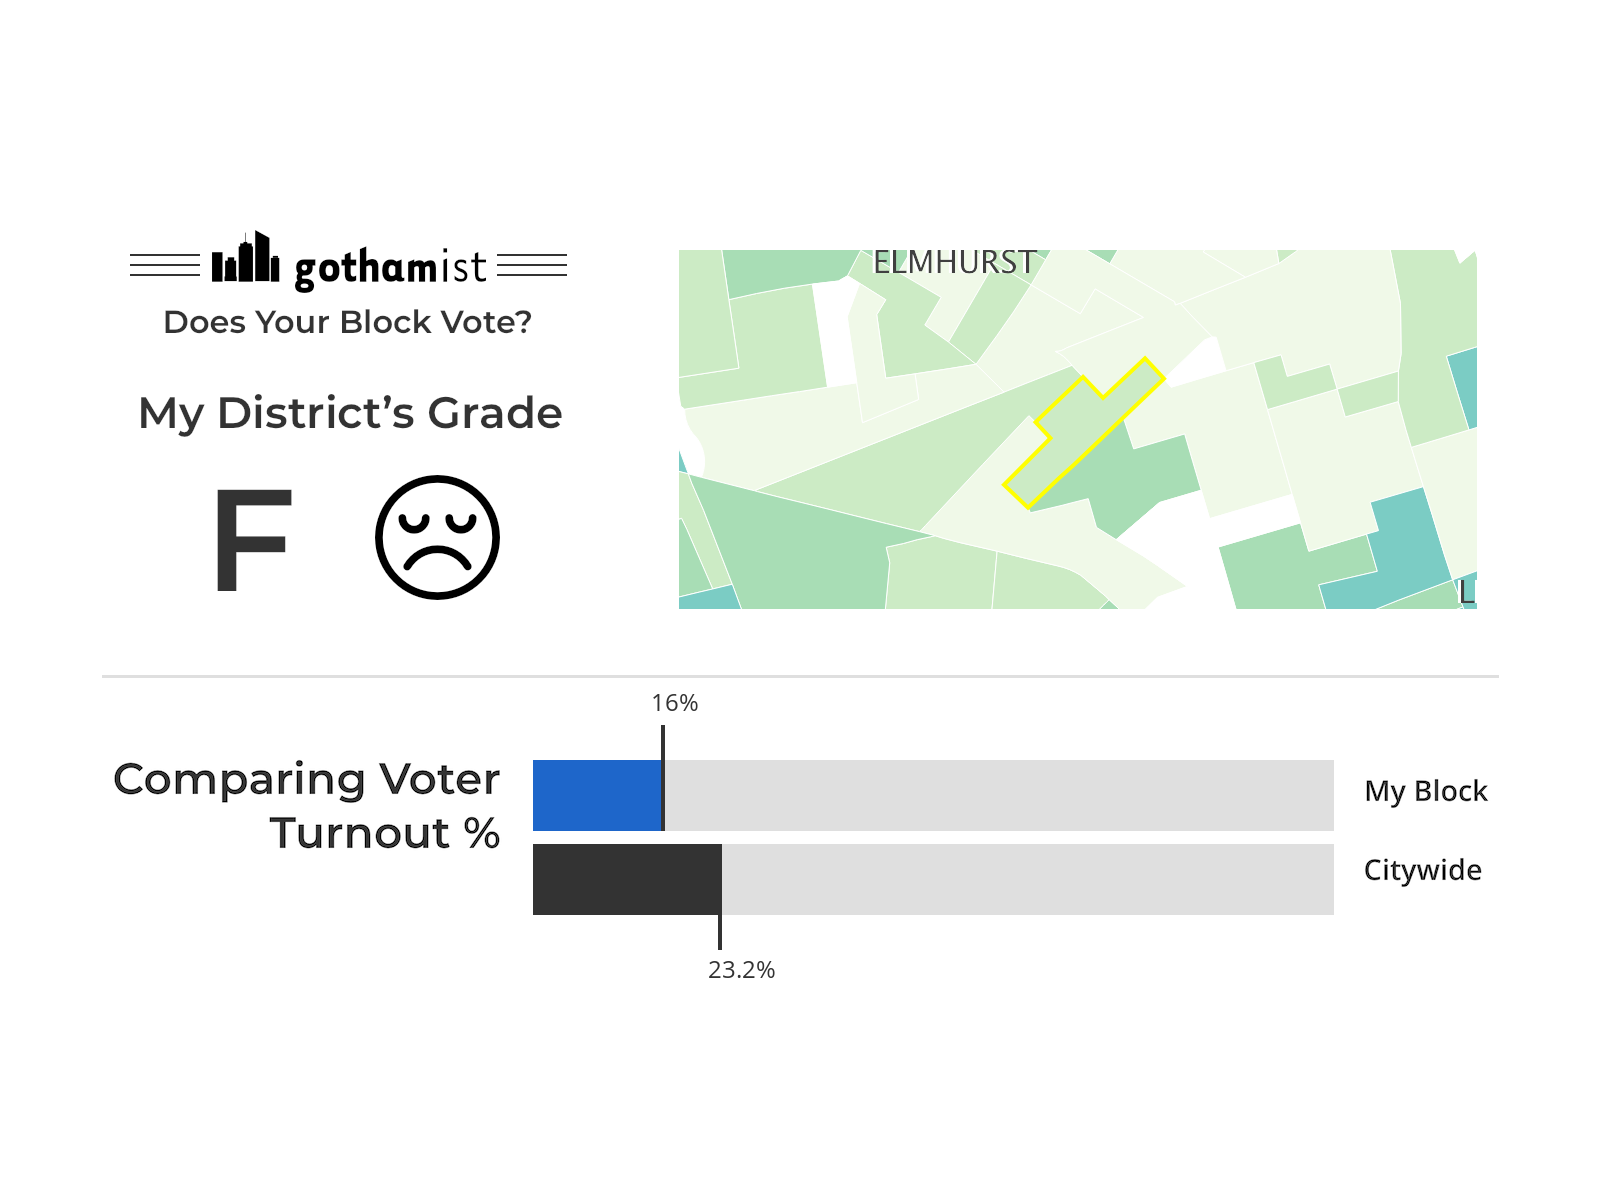 gothamist
Does Your Block Vote?
My District’s Grade
F
ELMHURST
L
16%
Comparing Voter
Turnout %
My Block
Citywide
23.2%